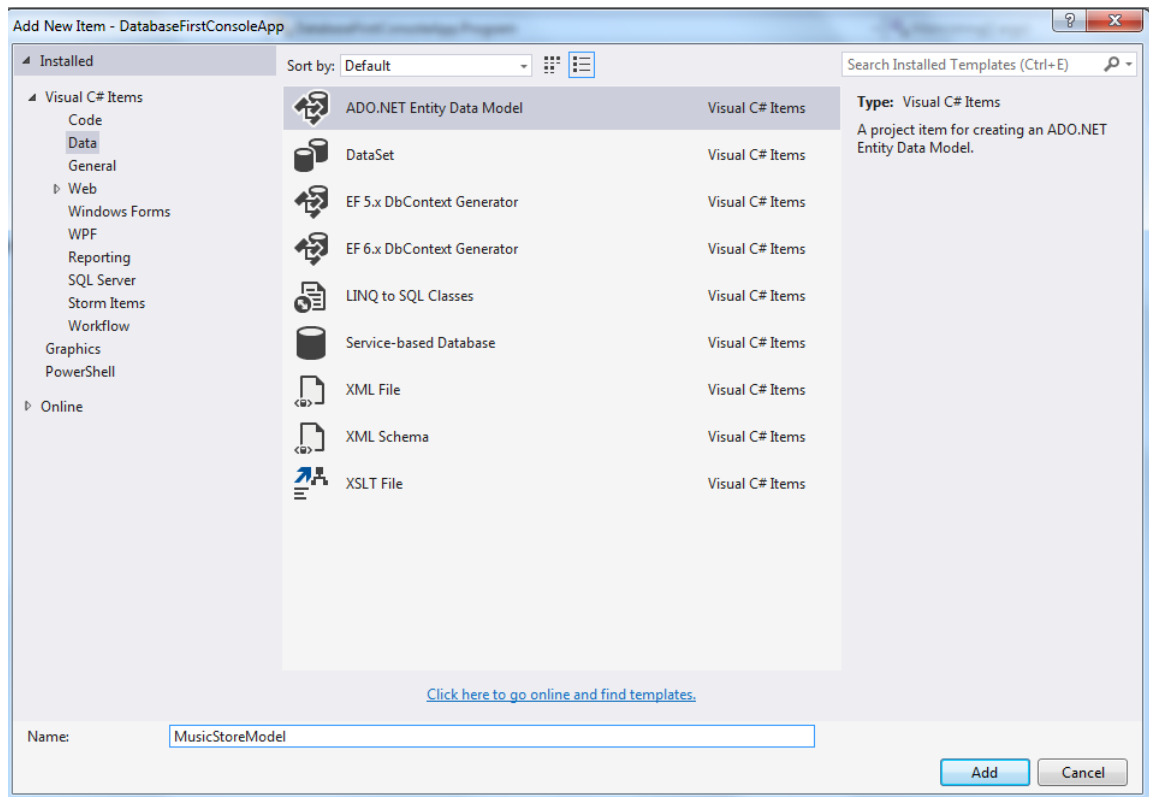 Add New Item - DatabaseFirstConsoleApp
?
Installed
Sort by: Default
Search Installed Templates (Ctrl+E)
Visual C# Items
Code
Data
General
Web
Windows Forms
WPF
Reporting
SQL Server
Storm Items
Workflow
Graphics
PowerShell
Online
ADO.NET Entity Data Model Visual C# Items
DataSet Visual C# Items
EF 5.x DbContext Generator Visual C# Items
EF 6.x DbContext Generator Visual C# Items
LINQ to SQL Classes Visual C# Items
Service-based Database Visual C# Items
XML File Visual C# Items
XML Schema Visual C# Items
XSLT File Visual C# Items
Type: Visual C# Items
A project item for creating an ADO.NET
Entity Data Model.
Click here to go online and find templates.
Name: MusicStoreModel
Add Cancel